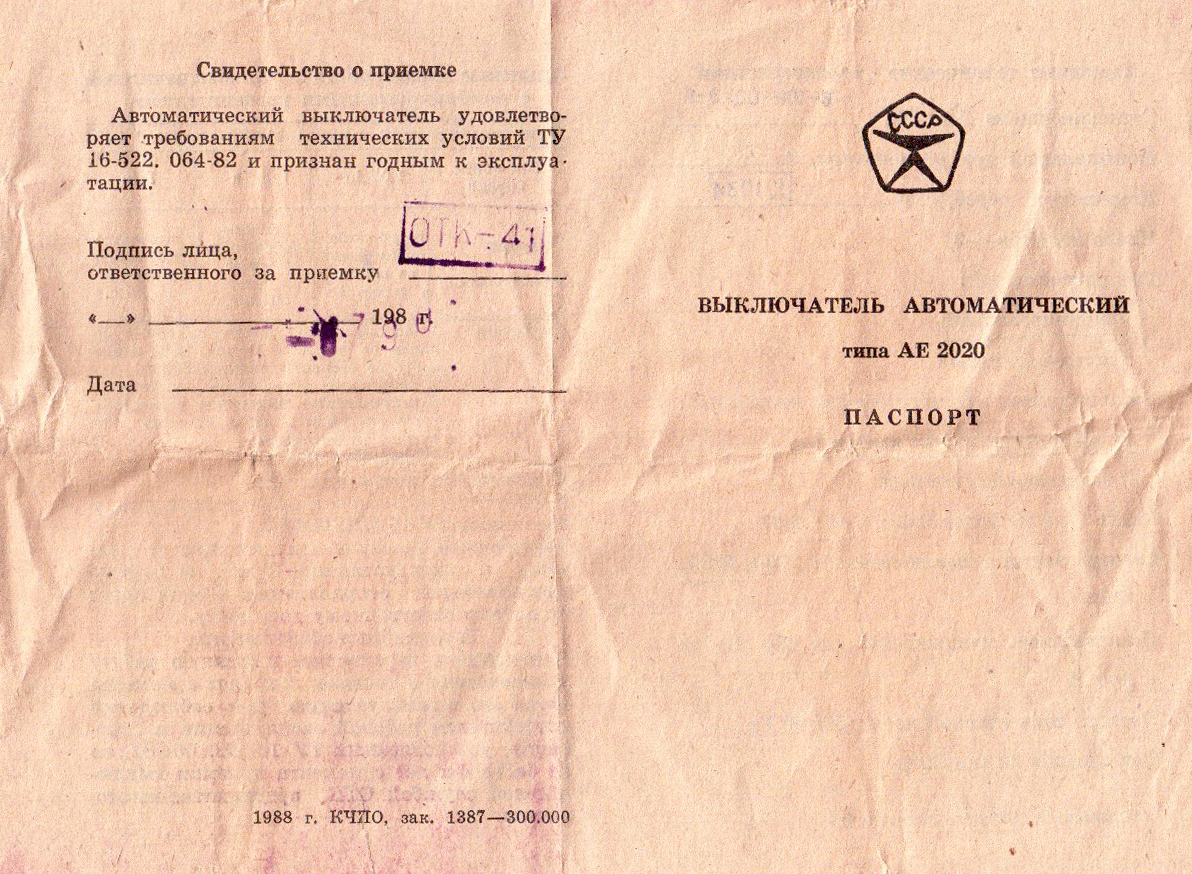 Свидетельство о приемке
Автоматический выключатель удовлетво-
ряет требованиям технических условий ТУ
16-522. 064-82 и признан годным к эксплуа-
тации.
ОТК-41
Подпись лица,
ответственного за приемку
«__» 198 г.
Дата
1988 г. КЧПО, зак. 1387—300.000
СССР
ВЫКЛЮЧАТЕЛЬ АВТОМАТИЧЕСКИЙ
типа АЕ 2020
ПАСПОРТ